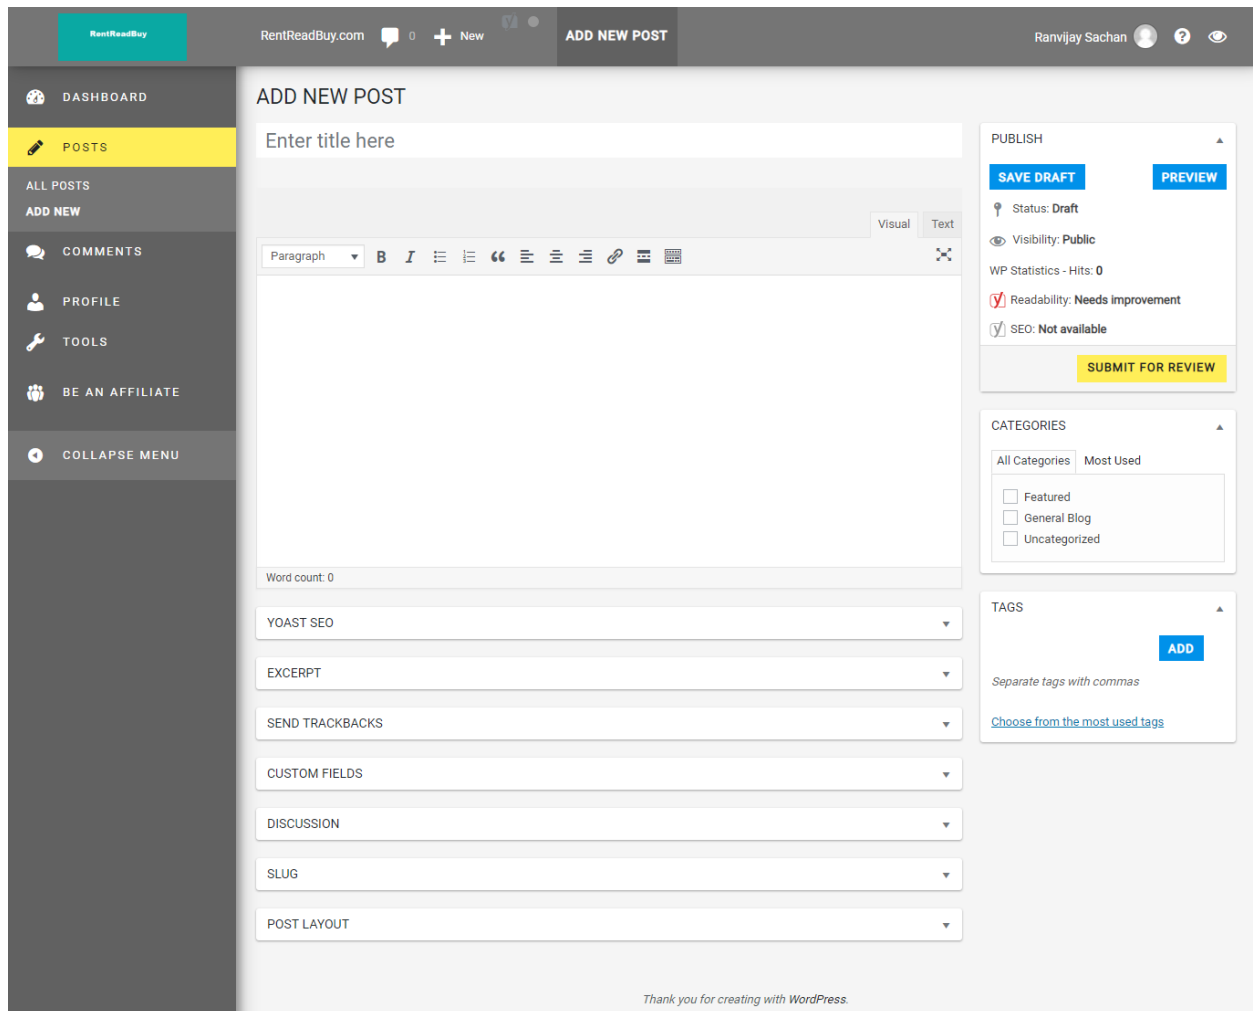 RentReadBuy
RentReadBuy.com 0 New ADD NEW POST
Ranvijay Sachan
DASHBOARD
POSTS
ALL POSTS
ADD NEW
COMMENTS
PROFILE
TOOLS
BE AN AFFILIATE
COLLAPSE MENU
ADD NEW POST
Enter title here
Visual Text
Paragraph B I
Word count: 0
YOAST SEO
EXCERPT
SEND TRACKBACKS
CUSTOM FIELDS
DISCUSSION
SLUG
POST LAYOUT
PUBLISH
SAVE DRAFT PREVIEW
Status: Draft
Visibility: Public
WP Statistics - Hits: 0
Readability: Needs improvement
SEO: Not available
SUBMIT FOR REVIEW
CATEGORIES
All Categories Most Used
Featured
General Blog
Uncategorized
TAGS
ADD
Separate tags with commas
Choose from the most used tags
Thank you for creating with WordPress.